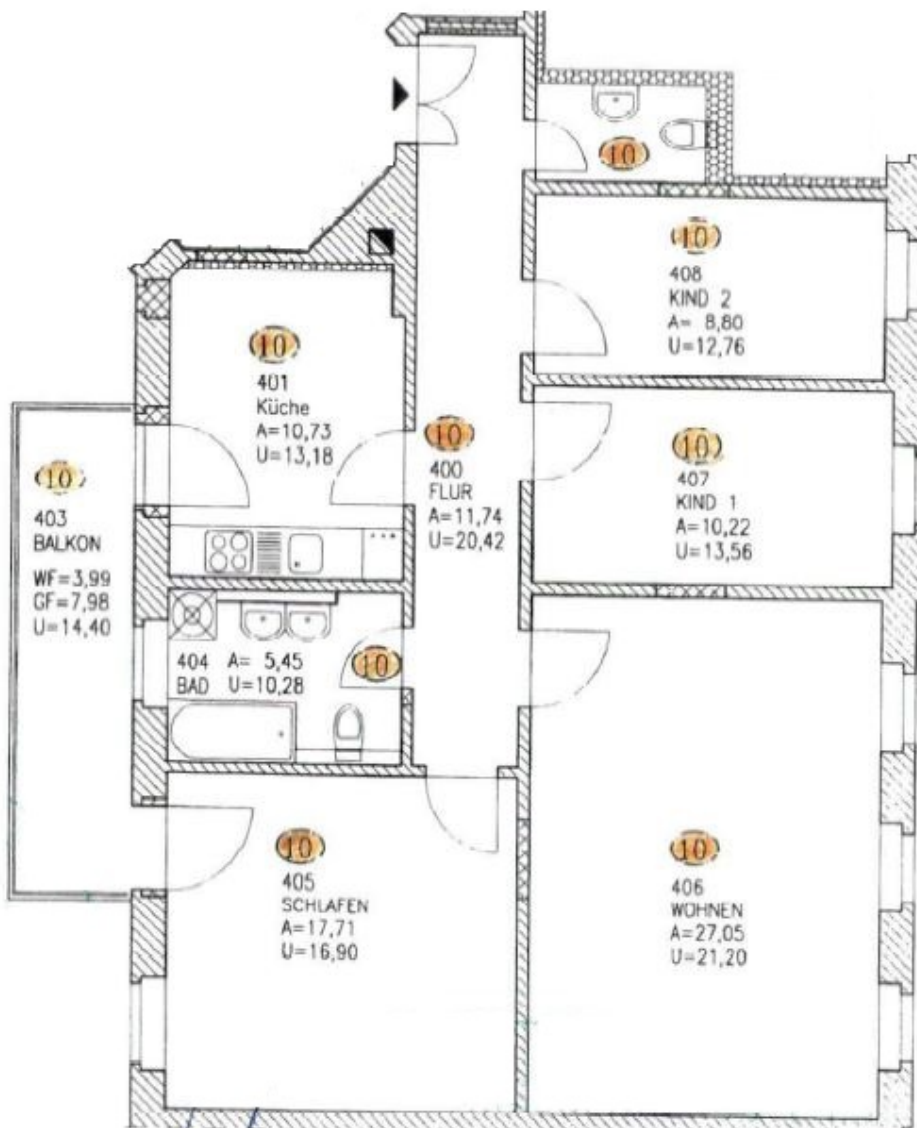 10
10
408
KIND 2
A= 8,80
U=12,76
10
401
Küche
A=10,73
U=13,18
10
400
FLUR
A=11,74
U=20,42
10
407
KIND 1
A=10,22
U=13,56
10
403
BALKON
WF=3,99
GF=7,98
U=14,40
404 A= 5,45
BAD U=10,28
10
10
405
SCHLAFEN
A=17,71
U=16,90
10
406
WOHNEN
A=27,05
U=21,20